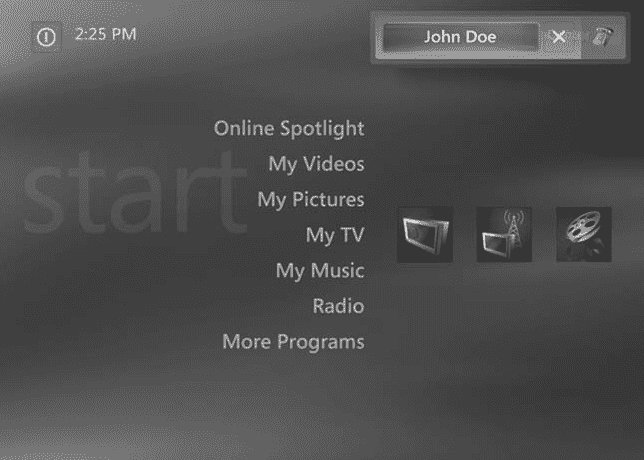 2:25 PM
John Doe
start
Online Spotlight
My Videos
My Pictures
My TV
My Music
Radio
More Programs